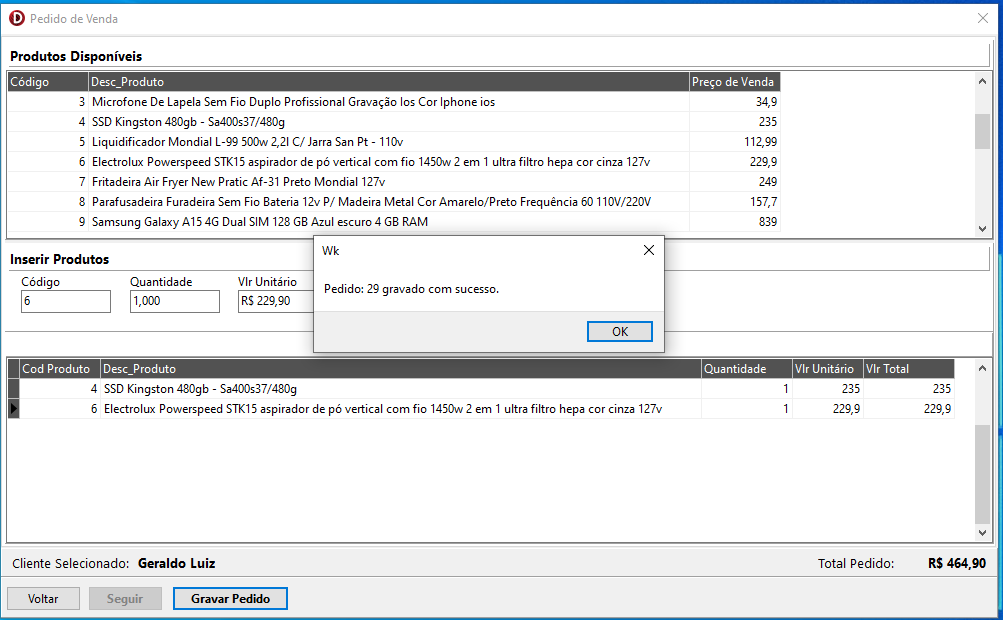 Pedido de Venda
Produtos Disponíveis
Código Desc_Produto Preço de Venda
3 Microfone De Lapela Sem Fio Duplo Profissional Gravação Ios Cor Iphone ios 34,9
4 SSD Kingston 480gb - Sa400s37/480g 235
5 Liquidificador Mondial L-99 500w 2,2l C/ Jarra San Pt - 110v 112,99
6 Electrolux Powerspeed STK15 aspirador de pó vertical com fio 1450w 2 em 1 ultra filtro hepa cor cinza 127v 229,9
7 Fritadeira Air Fryer New Pratic Af-31 Preto Mondial 127v 249
8 Parafusadeira Furadeira Sem Fio Bateria 12v P/ Madeira Metal Cor Amarelo/Preto Frequência 60 110V/220V 157,7
9 Samsung Galaxy A15 4G Dual SIM 128 GB Azul escuro 4 GB RAM 839
Inserir Produtos
Código Quantidade Vlr Unitário
6 1,000 R$ 229,90
Wk
Pedido: 29 gravado com sucesso.
OK
Cod Produto Desc_Produto Quantidade Vlr Unitário Vlr Total
4 SSD Kingston 480gb - Sa400s37/480g 1 235 235
6 Electrolux Powerspeed STK15 aspirador de pó vertical com fio 1450w 2 em 1 ultra filtro hepa cor cinza 127v 1 229,9 229,9
Cliente Selecionado: Geraldo Luiz Total Pedido: R$ 464,90
Voltar Seguir Gravar Pedido